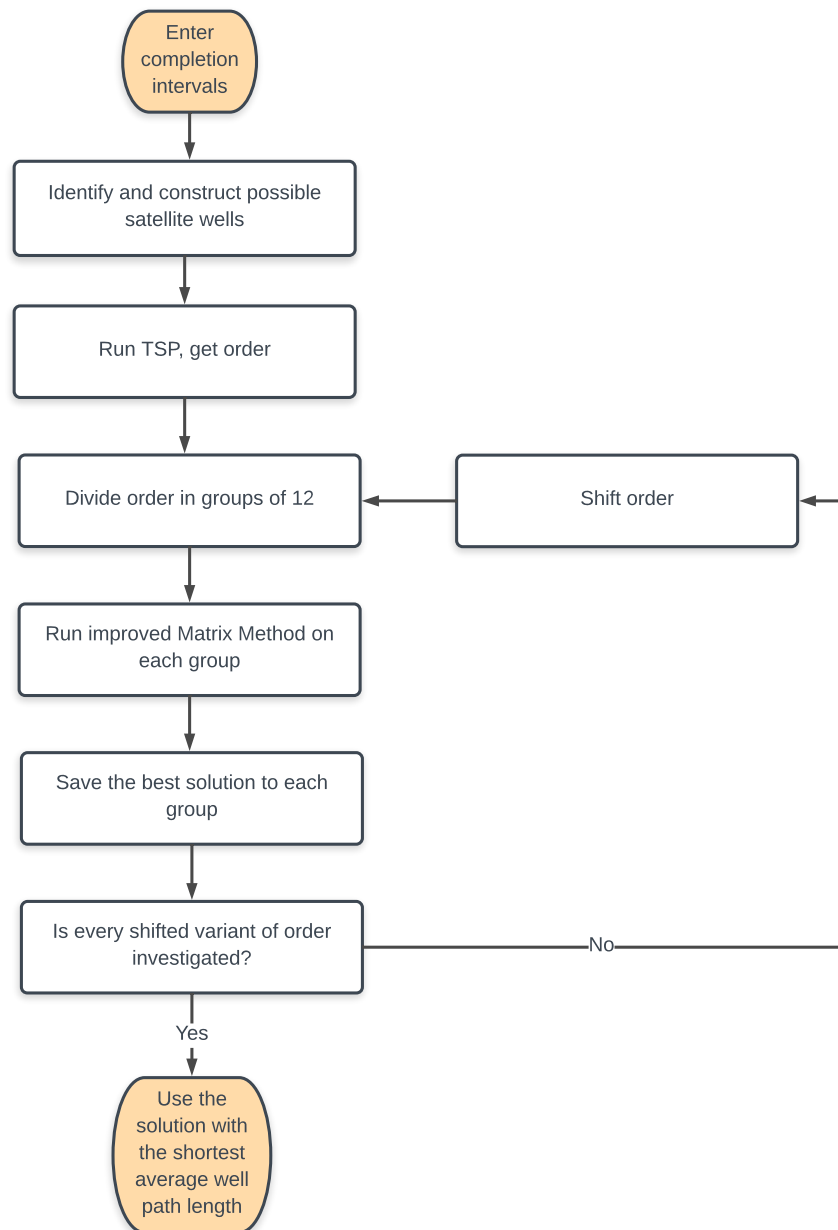 Enter
completion
intervals
Identify and construct possible
satellite wells
Run TSP, get order
Divide order in groups of 12
Shift order
Run improved Matrix Method on
each group
Save the best solution to each
group
Is every shifted variant of order
investigated?
No
Yes
Use the
solution with
the shortest
average well
path length